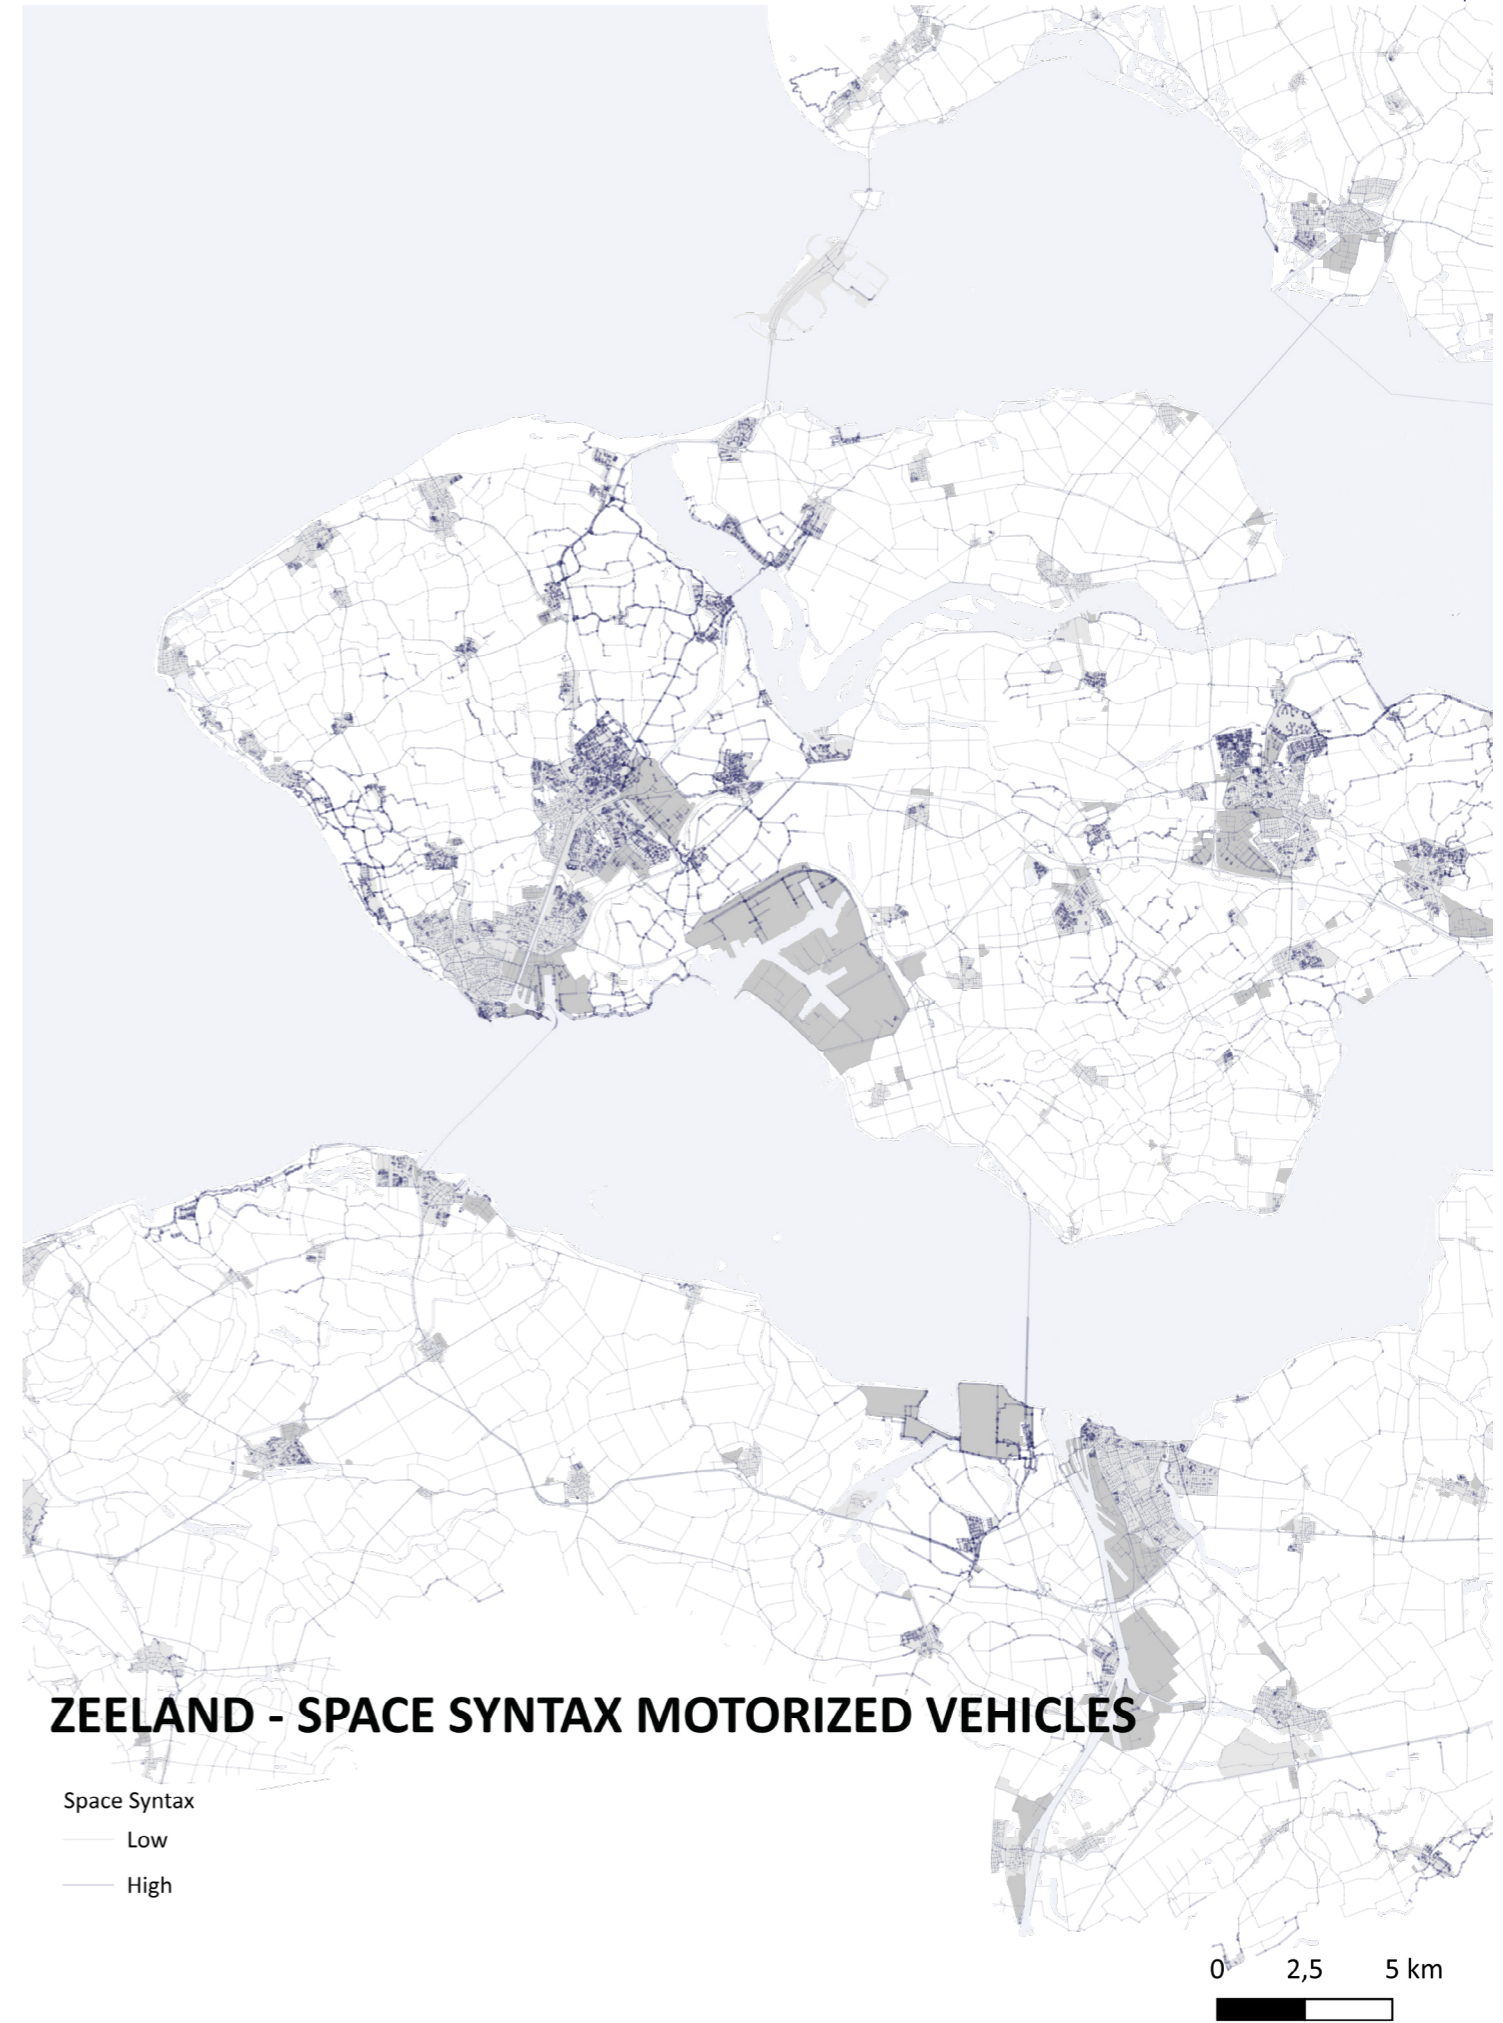 ZEELAND - SPACE SYNTAX MOTORIZED VEHICLES
Space Syntax
Low
High
0 2,5 5 km